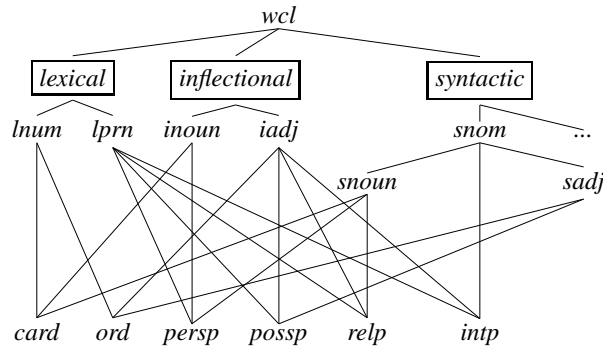 wcl
lexical inflectional syntactic
lnum lprn inoun iadj snom ...
snoun sadj
card ord persp possp relp intp